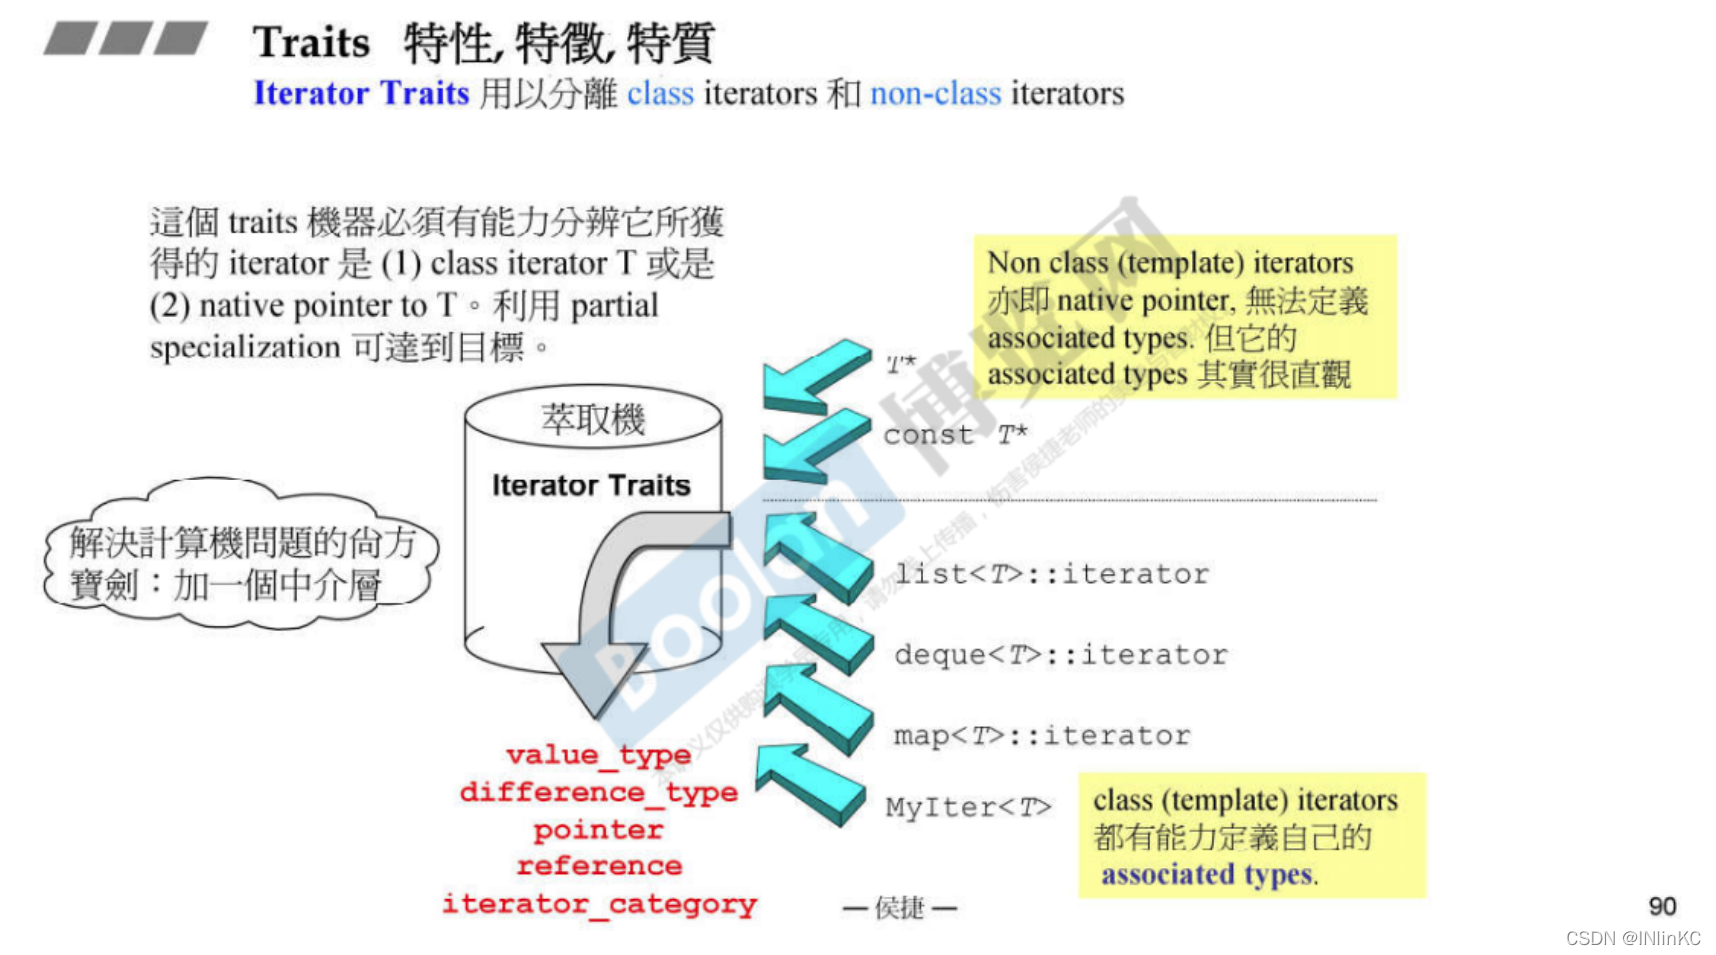 Traits 特性, 特徵, 特質
Iterator Traits 用以分離 class iterators 和 non-class iterators
這個 traits 機器必須有能力分辨它所獲
得的 iterator 是 (1) class iterator T 或是
(2) native pointer to T。利用 partial
specialization 可達到目標。
Non class (template) iterators
亦即 native pointer, 無法定義
associated types. 但它的
associated types 其實很直觀
T*
const T*
萃取機
Iterator Traits
解決計算機問題的尚方
寶劍：加一個中介層
list<T>::iterator
deque<T>::iterator
map<T>::iterator
MyIter<T>
class (template) iterators
都有能力定義自己的
associated types.
value_type
difference_type
pointer
reference
iterator_category
— 侯捷 —
90
Boolan
博览网
CSDN @INlinKC